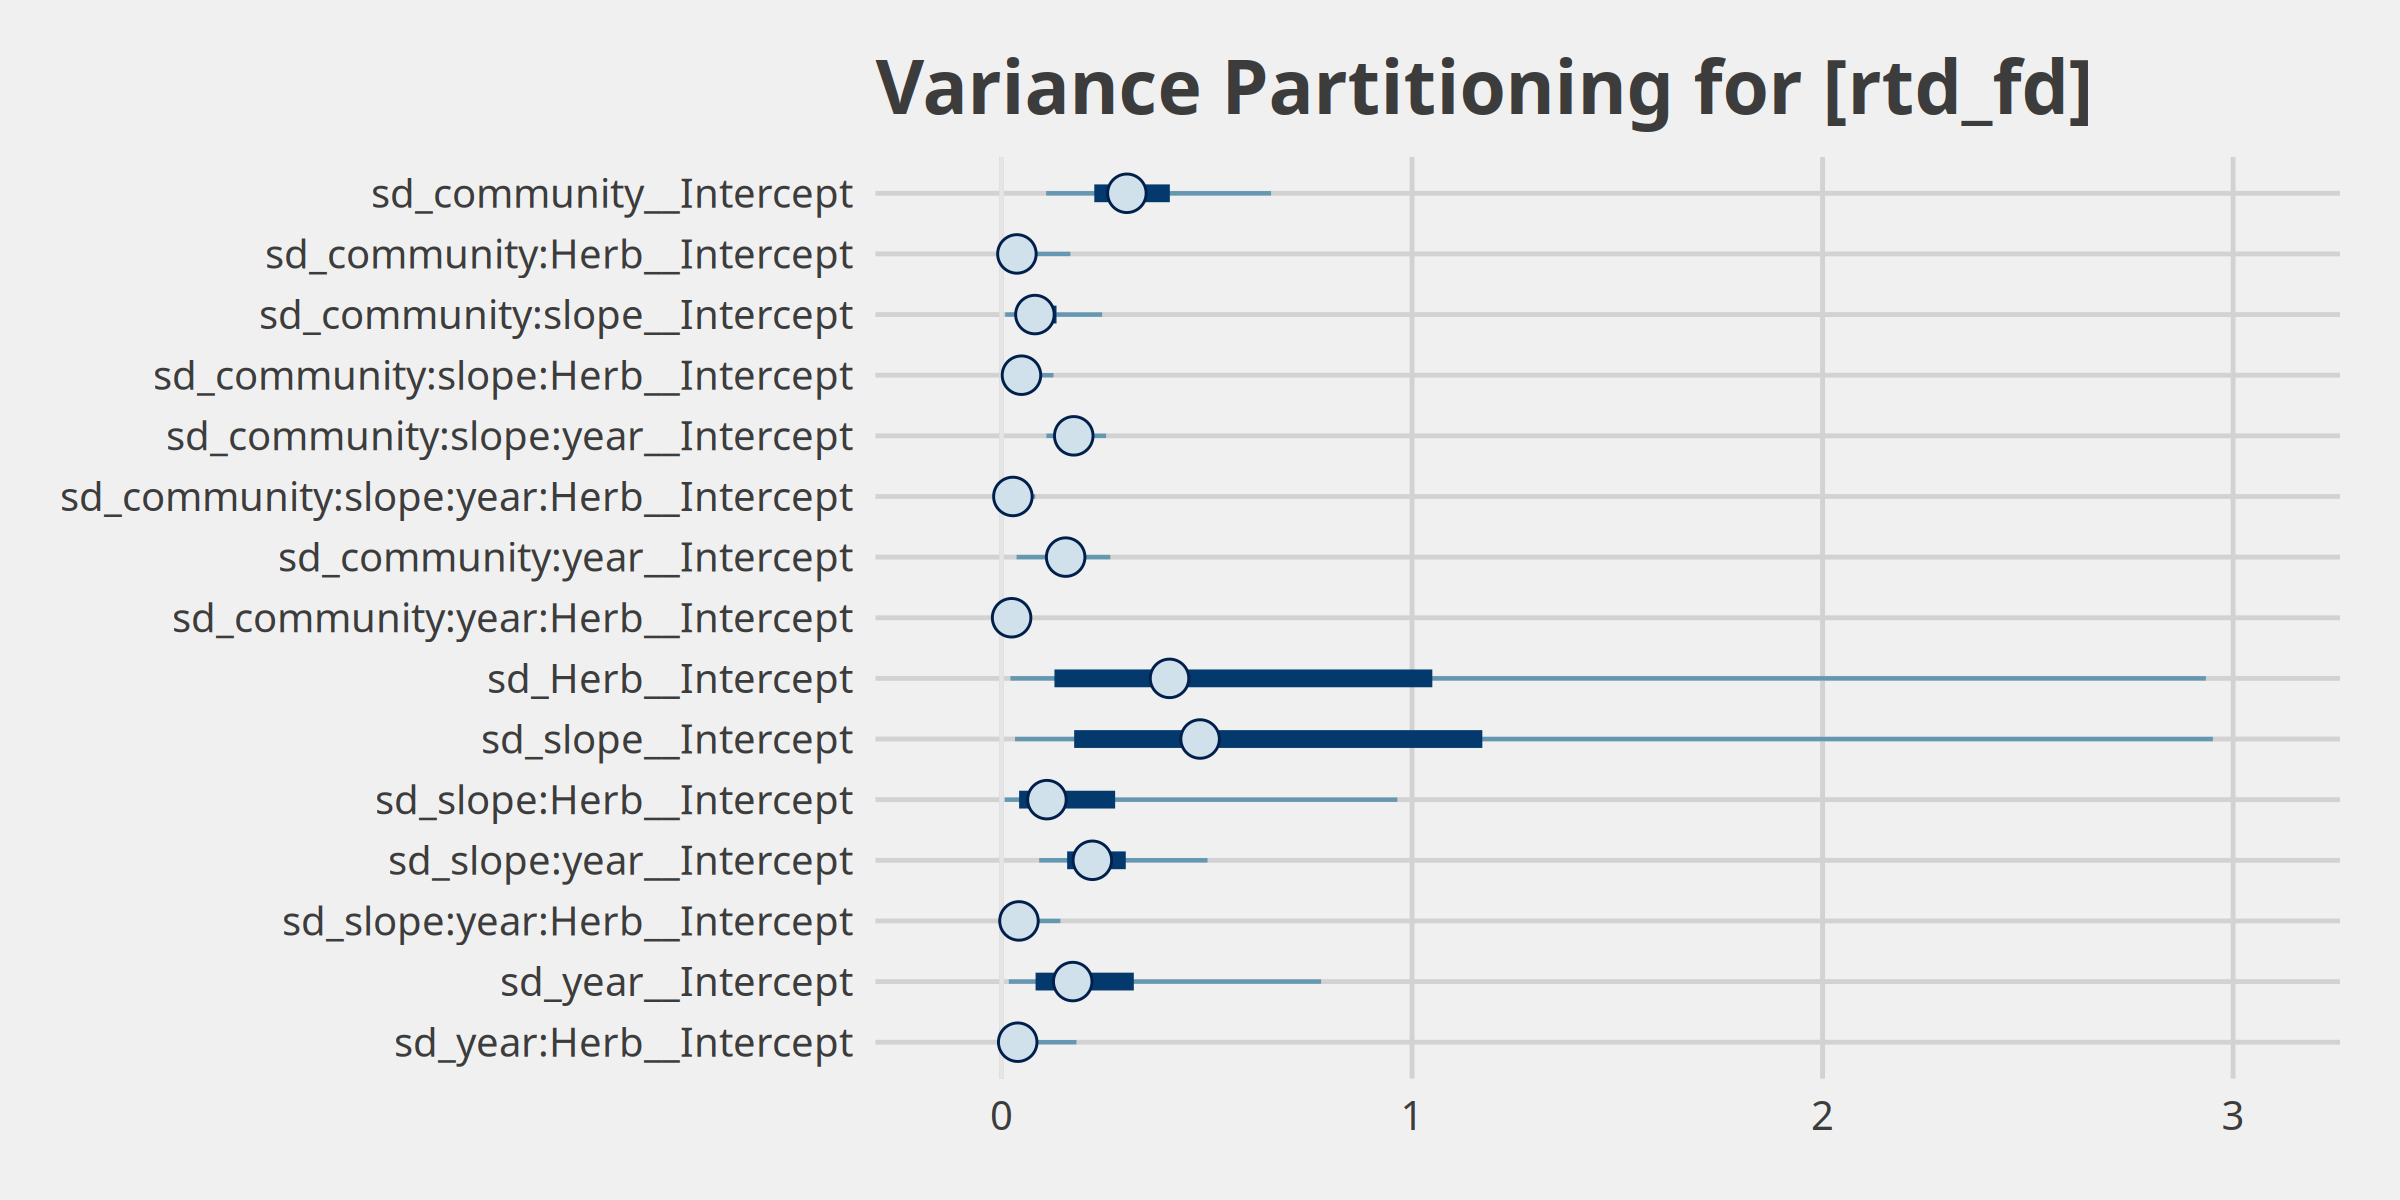 Variance Partitioning for [rtd_fd]
sd_community__Intercept
sd_community:Herb__Intercept
sd_community:slope__Intercept
sd_community:slope:Herb__Intercept
sd_community:slope:year__Intercept
sd_community:slope:year:Herb__Intercept
sd_community:year__Intercept
sd_community:year:Herb__Intercept
sd_Herb__Intercept
sd_slope__Intercept
sd_slope:Herb__Intercept
sd_slope:year__Intercept
sd_slope:year:Herb__Intercept
sd_year__Intercept
sd_year:Herb__Intercept
0 1 2 3